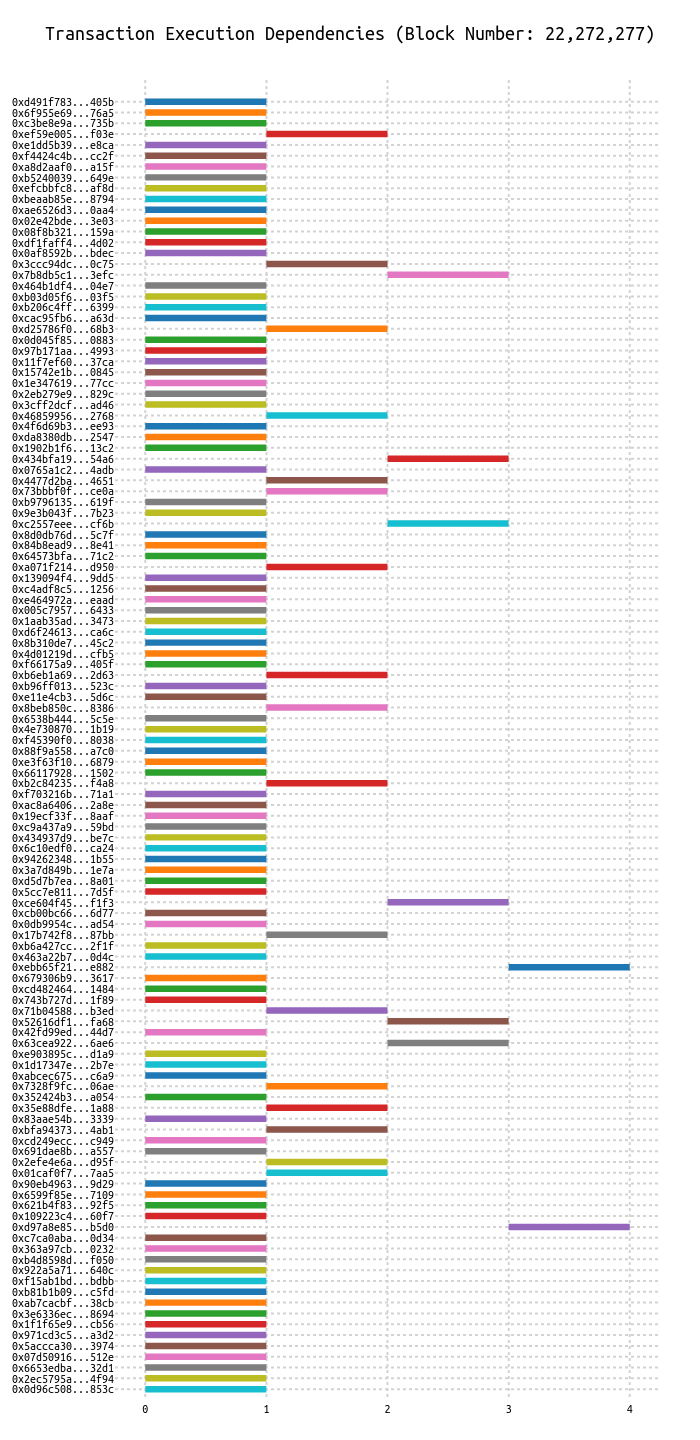 Transaction Execution Dependencies (Block Number: 22,272,277)
0xd491f783...405b
0x6f955e69...76a5
0xc3be8e9a...735b
0xef59e005...f03e
0xe1dd5b39...e8ca
0xf4424c4b...cc2f
0xa8d2aaf0...a15f
0xb5240039...649e
0xefcbbfc8...af8d
0xbeaab85e...8794
0xae6526d3...0aa4
0x02e42bde...3e03
0x08f8b321...159a
0xdf1faff4...4d02
0x0af8592b...bdec
0x3ccc94dc...0c75
0x7b8db5c1...3efc
0x464b1df4...04e7
0xb03d05f6...03f5
0xb206c4ff...6399
0xcac95fb6...a63d
0xd25786f0...68b3
0x0d045f85...0883
0x97b171aa...4993
0x11f7ef60...37ca
0x15742e1b...0845
0x1e347619...77cc
0x2eb279e9...829c
0x3cff2dcf...ad46
0x46859956...2768
0x4f6d69b3...ee93
0xda8380db...2547
0x1902b1f6...13c2
0x434bfa19...54a6
0x0765a1c2...4adb
0x4477d2ba...4651
0x73bbbf0f...ce0a
0xb9796135...619f
0x9e3b043f...7b23
0xc2557eee...cf6b
0x8d0db76d...5c7f
0x84b8ead9...8e41
0x64573bfa...71c2
0xa071f214...d950
0x139094f4...9dd5
0xc4adf8c5...1256
0xe464972a...eaad
0x005c7957...6433
0x1aab35ad...3473
0xd6f24613...ca6c
0x8b310de7...45c2
0x4d01219d...cfb5
0xf66175a9...405f
0xb6eb1a69...2d63
0xb96ff013...523c
0xe11e4cb3...5d6c
0x8beb850c...8386
0x6538b444...5c5e
0x4e730870...1b19
0xf45390f0...8038
0x88f9a558...a7c0
0xe3f63f10...6879
0x66117928...1502
0xb2c84235...f4a8
0xf703216b...71a1
0xac8a6406...2a8e
0x19ecf33f...8aaf
0xc9a437a9...59bd
0x434937d9...be7c
0x6c10edf0...ca24
0x94262348...1b55
0x3a7d849b...1e7a
0xd5d7b7ea...8a01
0x5cc7e811...7d5f
0xce604f45...f1f3
0xcb00bc66...6d77
0x0db9954c...ad54
0x17b742f8...87bb
0xb6a427cc...2f1f
0x463a22b7...0d4c
0xebb65f21...e882
0x679306b9...3617
0xcd482464...1484
0x743b727d...1f89
0x71b04588...b3ed
0x52616df1...fa68
0x42fd99ed...44d7
0x63cea922...6ae6
0xe903895c...d1a9
0x1d17347e...2b7e
0xabcec675...c6a9
0x7328f9fc...06ae
0x352424b3...a054
0x35e88dfe...1a88
0x83aae54b...3339
0xbfa94373...4ab1
0xcd249ecc...c949
0x691dae8b...a557
0x2efe4e6a...d95f
0x01caf0f7...7aa5
0x90eb4963...9d29
0x6599f85e...7109
0x621b4f83...92f5
0x109223c4...60f7
0xd97a8e85...b5d0
0xc7ca0aba...0d34
0x363a97cb...0232
0xb4d8598d...f050
0x922a5a71...640c
0xf15ab1bd...bdbb
0xb81b1b09...c5fd
0xab7cacbf...38cb
0x3e6336ec...8694
0x1f1f65e9...cb56
0x971cd3c5...a3d2
0x5accca30...3974
0x07d50916...512e
0x6653edba...32d1
0x2ec5795a...4f94
0x0d96c508...853c
0 1 2 3 4